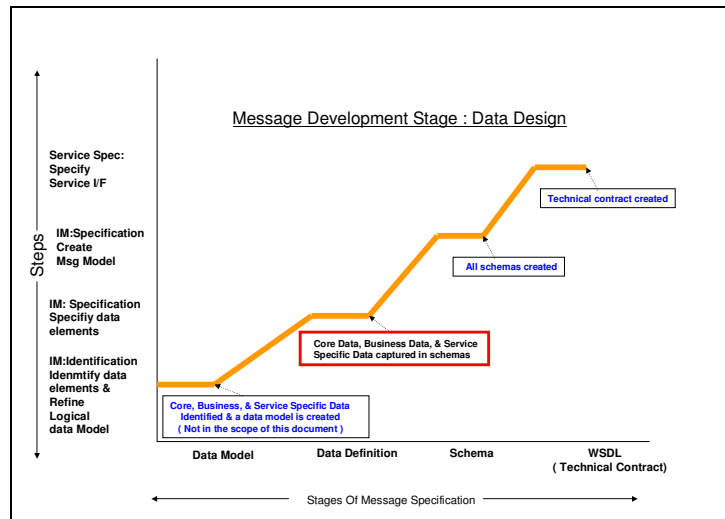 Message Development Stage : Data Design
Steps
Service Spec:
Specify
Service I/F
IM:Specification
Create
Msg Model
IM: Specification
Specifiy data
elements
IM:Identification
Idenmtify data
elements &
Refine
Logical
data Model
Technical contract created
All schemas created
Core Data, Business Data, & Service
Specific Data captured in schemas
Core, Business, & Service Specific Data
Identified & a data model is created
( Not in the scope of this document )
Data Model
Data Definition
Schema
WSDL
( Technical Contract)
Stages Of Message Specification